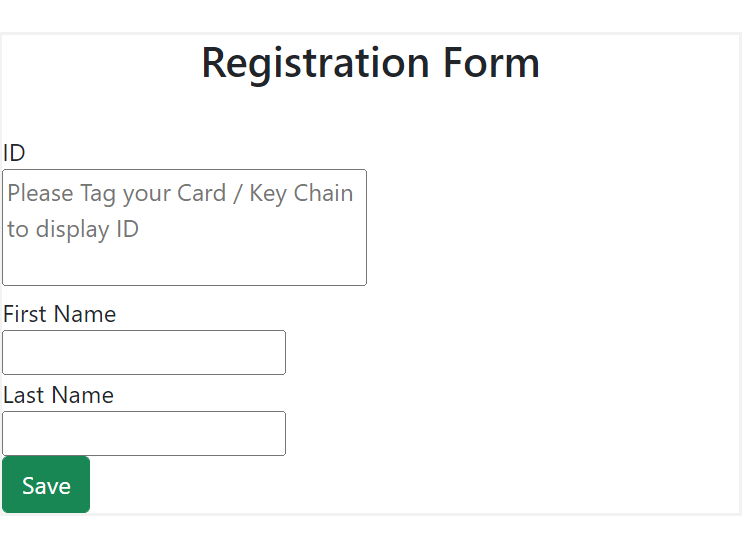 Registration Form
ID
Please Tag your Card / Key Chain
to display ID
First Name
Last Name
Save